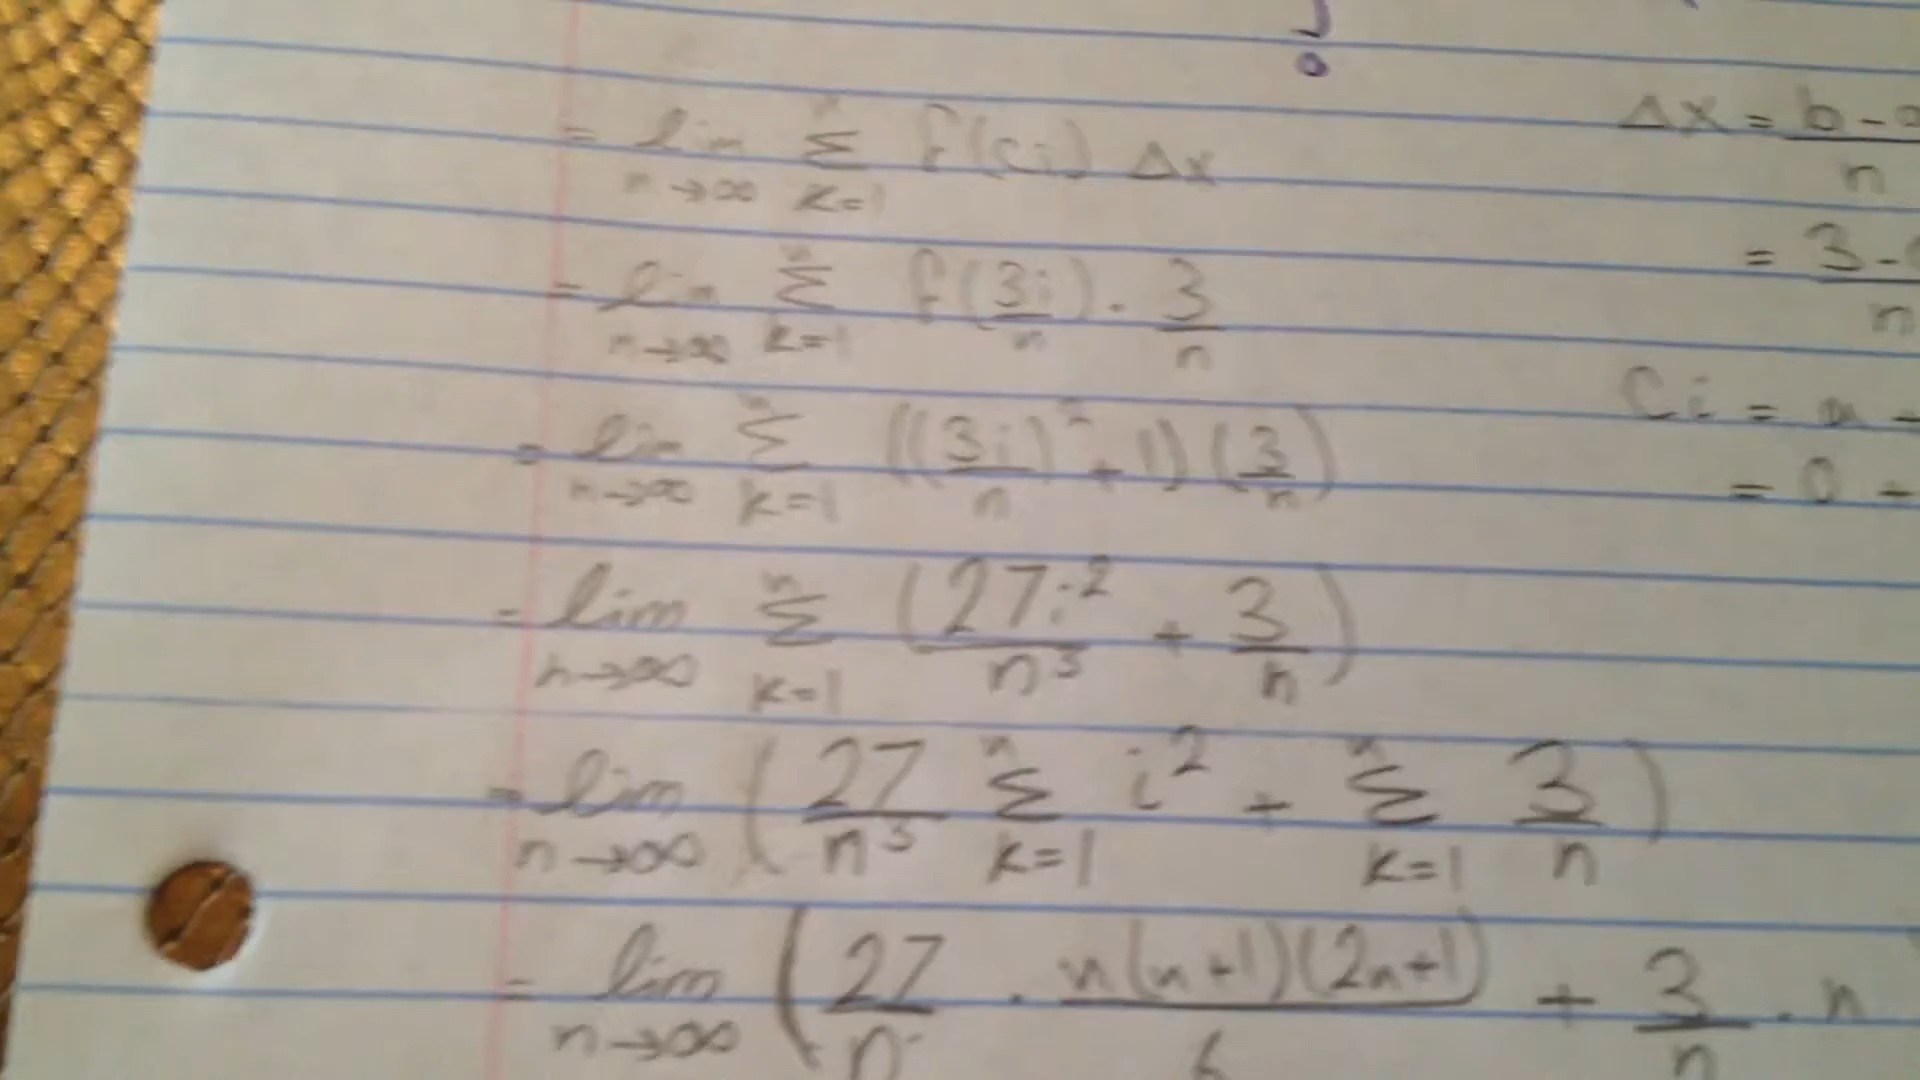 ∫ 0
= lim n→∞ n Σ k=1 f(ci) Δx
Δx = b-a / n
= lim n→∞ n Σ k=1 f(3i/n) · 3/n
= 3- / n
= lim n→∞ n Σ k=1 ((3i/n)² + 1)(3/n)
ci = a +
= 0 +
= lim n→∞ n Σ k=1 (27i²/n³ + 3/n)
= lim n→∞ (27/n³ n Σ k=1 i² + n Σ k=1 3/n)
= lim n→∞ (27/n · n(n+1)(2n+1)/6 + 3/n · n